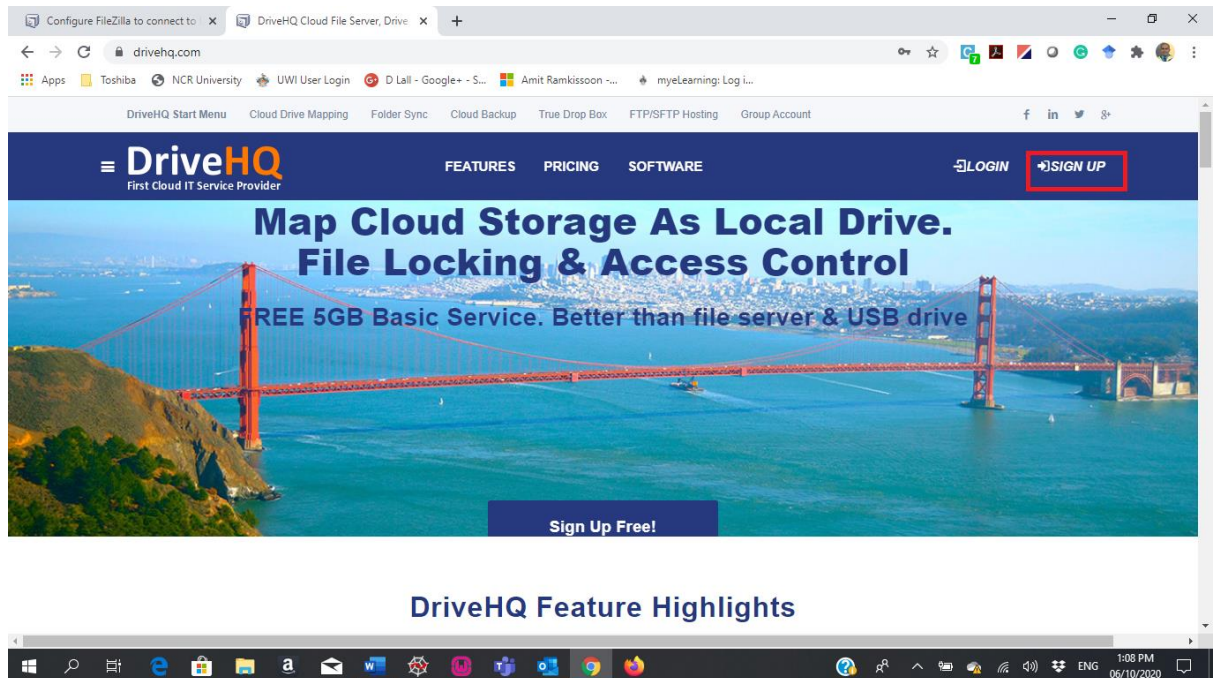 Configure FileZilla to connect to
DriveHQ Cloud File Server, Drive
drivehq.com
7
Apps
Toshiba
NCR University
UWI User Login
D Lall - Google+ - S...
Amit Ramkissoon -...
myeLearning: Log i...
DriveHQ Start Menu
Cloud Drive Mapping
Folder Sync
Cloud Backup
True Drop Box
FTP/SFTP Hosting
Group Account
DriveHQ
First Cloud IT Service Provider
FEATURES
PRICING
SOFTWARE
LOGIN
SIGN UP
Map Cloud Storage As Local Drive.
File Locking & Access Control
FREE 5GB Basic Service. Better than file server & USB drive
Sign Up Free!
DriveHQ Feature Highlights
ENG
1:08 PM
06/10/2020